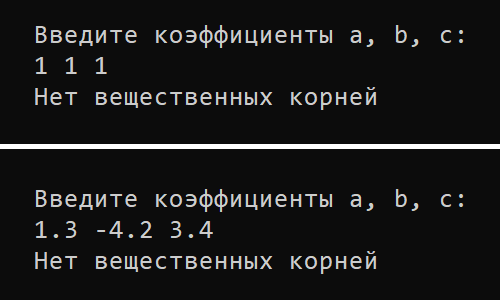 Введите коэффициенты a, b, c:
1 1 1
Нет вещественных корней
Введите коэффициенты a, b, c:
1.3 -4.2 3.4
Нет вещественных корней